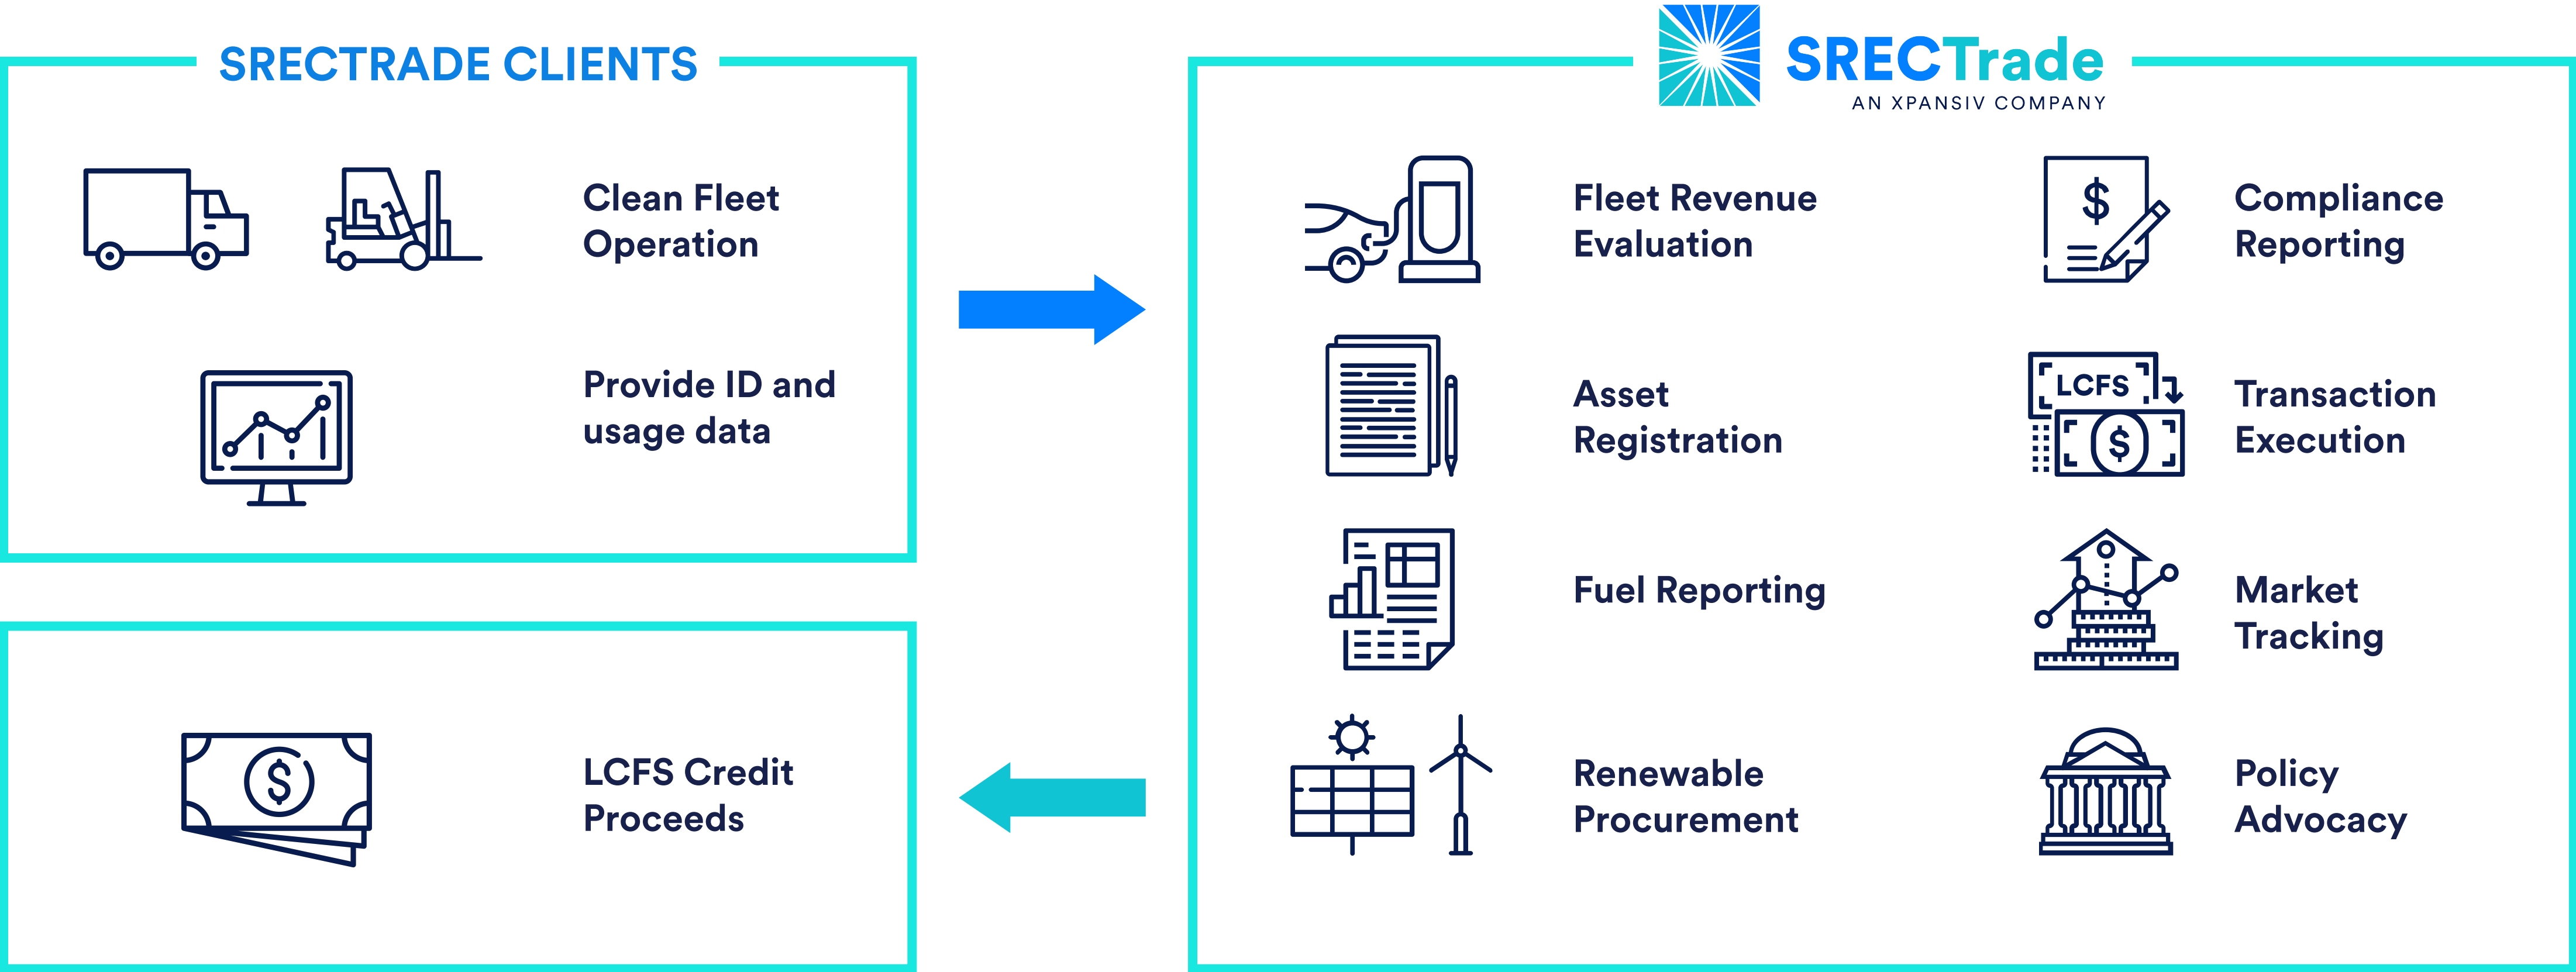 SRECTRADE CLIENTS
Clean Fleet
Operation
Provide ID and
usage data
LCFS Credit
Proceeds
SRECTrade
AN XPANSIV COMPANY
Fleet Revenue
Evaluation
Asset
Registration
Fuel Reporting
Renewable
Procurement
$
Compliance
Reporting
LCFS
$
Transaction
Execution
Market
Tracking
Policy
Advocacy
$